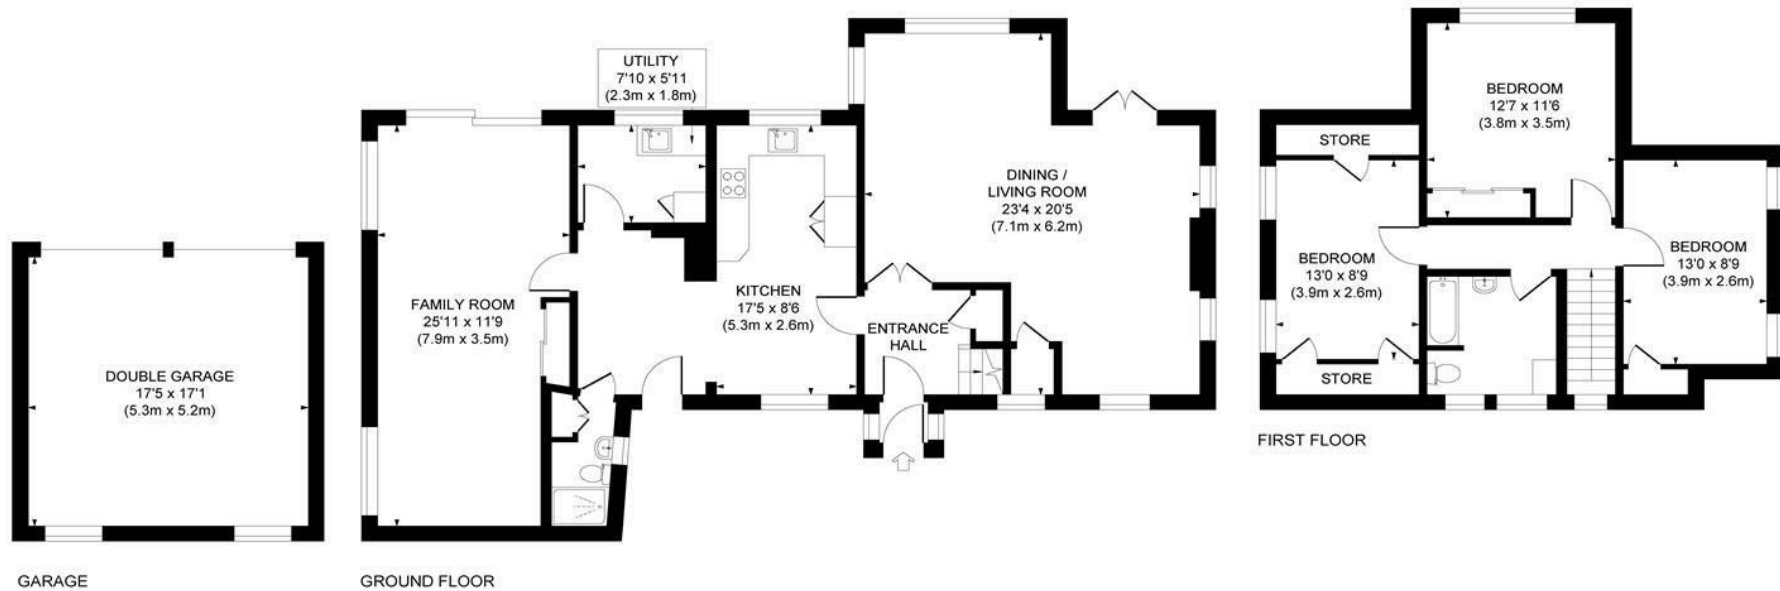 DOUBLE GARAGE
17'5 x 17'1
(5.3m x 5.2m)
GARAGE
FAMILY ROOM
25'11 x 11'9
(7.9m x 3.5m)
UTILITY
7'10 x 5'11
(2.3m x 1.8m)
KITCHEN
17'5 x 8'6
(5.3m x 2.6m)
ENTRANCE
HALL
DINING /
LIVING ROOM
23'4 x 20'5
(7.1m x 6.2m)
GROUND FLOOR
STORE
BEDROOM
13'0 x 8'9
(3.9m x 2.6m)
STORE
BEDROOM
12'7 x 11'6
(3.8m x 3.5m)
BEDROOM
13'0 x 8'9
(3.9m x 2.6m)
FIRST FLOOR